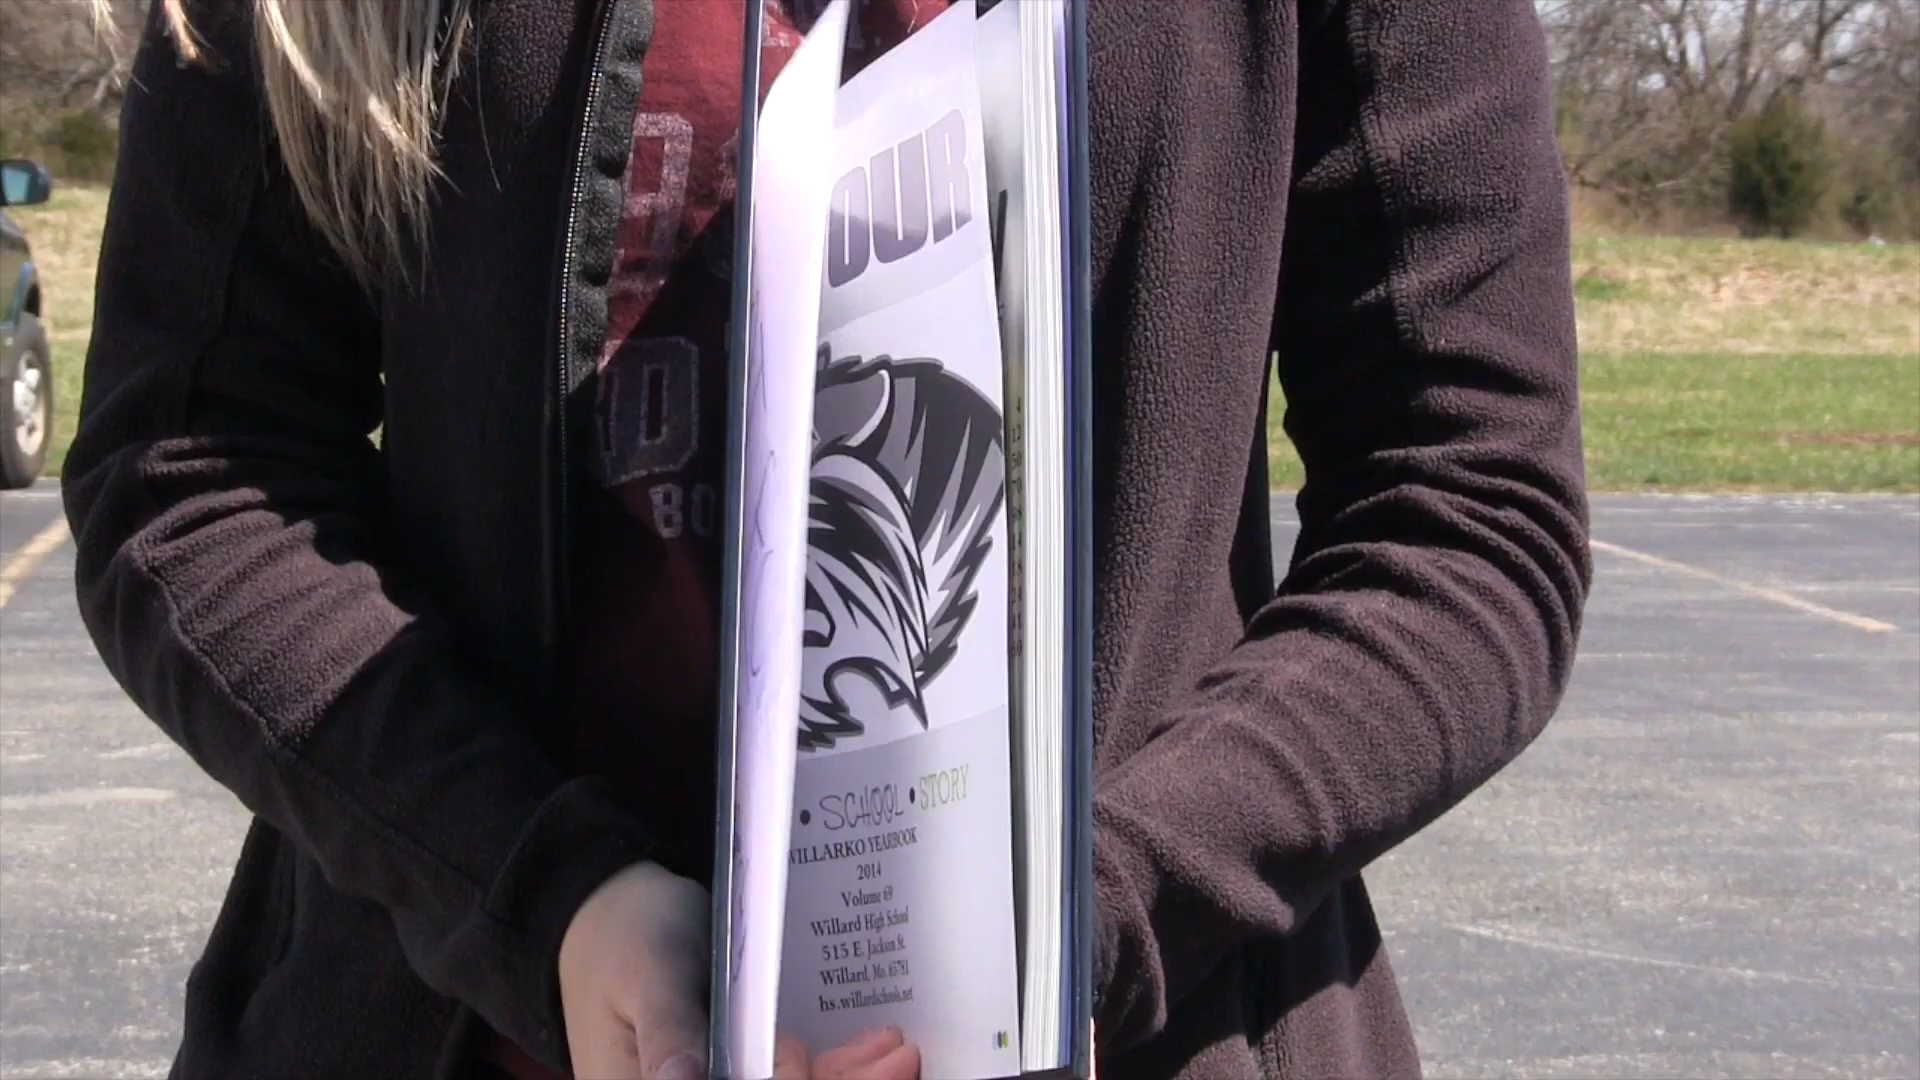 OUR
• SCHOOL • STORY
WILLARKO YEARBOOK
2014
Volume 69
Willard High School
515 E. Jackson St.
Willard, Mo. 65781
hs.willardschools.net
80